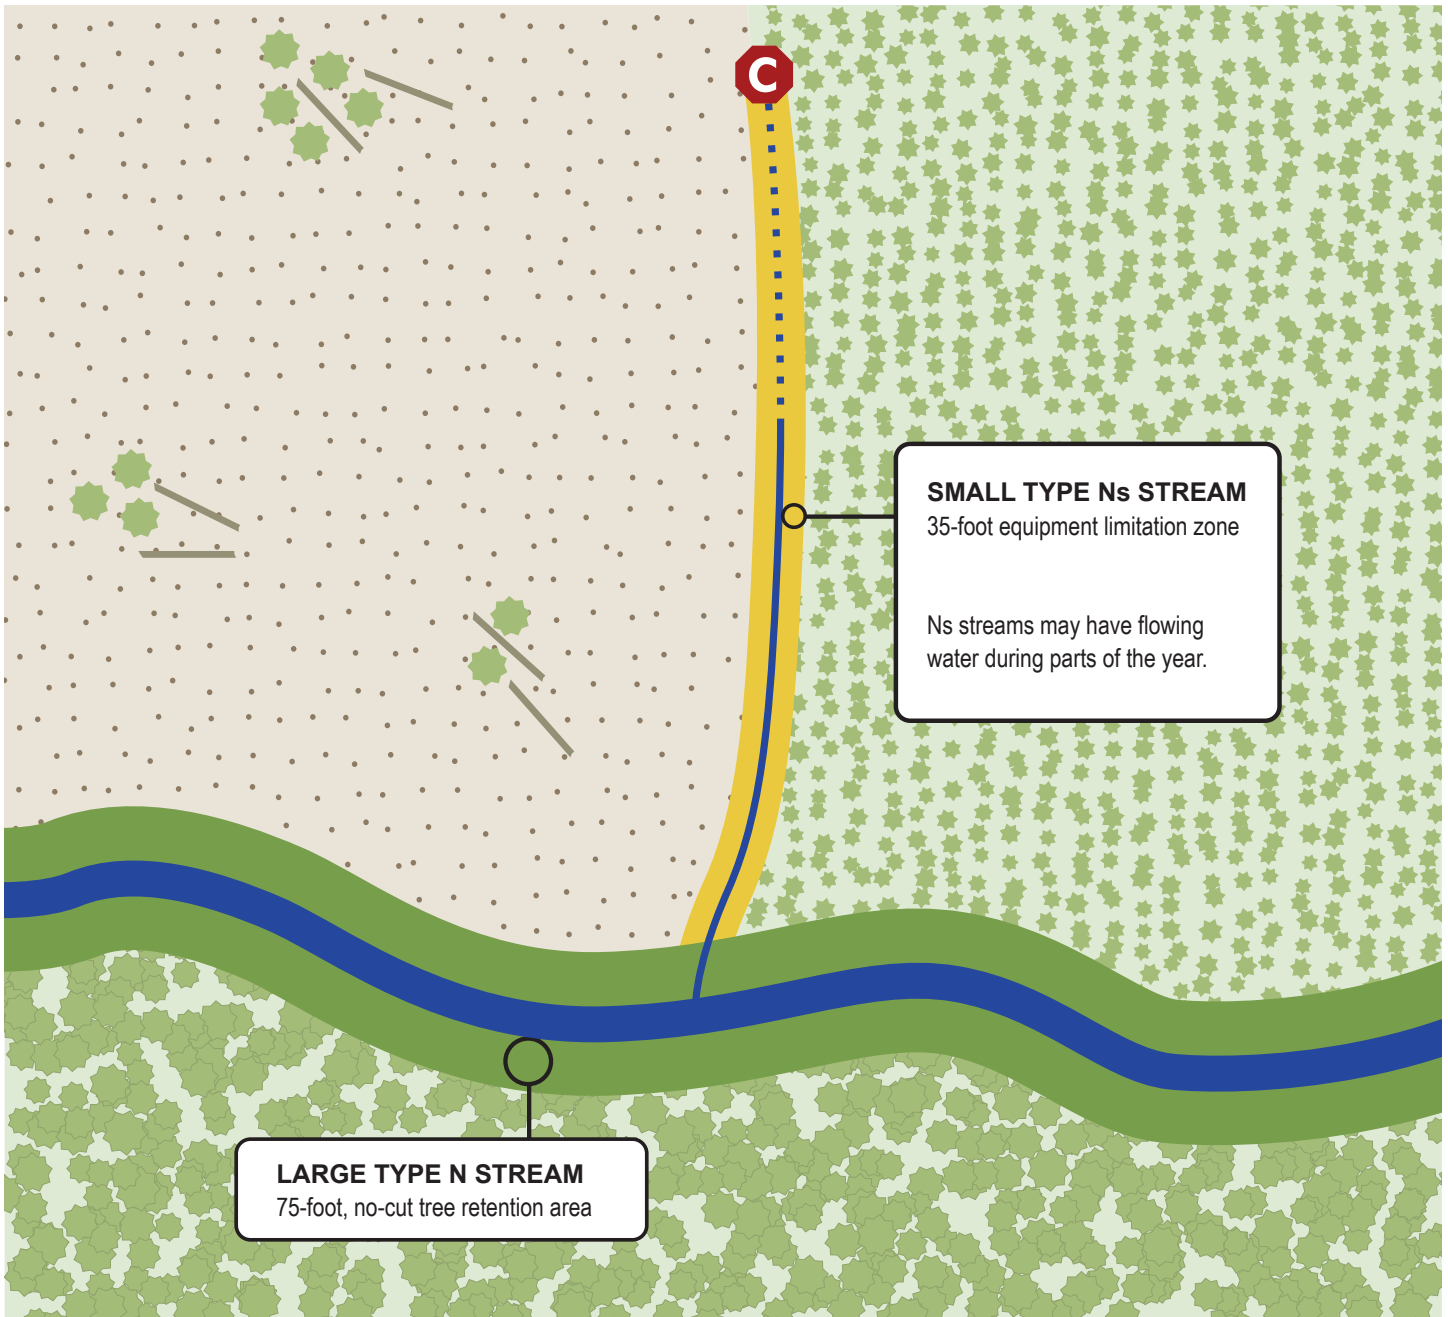 C
SMALL TYPE Ns STREAM
35-foot equipment limitation zone
Ns streams may have flowing
water during parts of the year.
LARGE TYPE N STREAM
75-foot, no-cut tree retention area